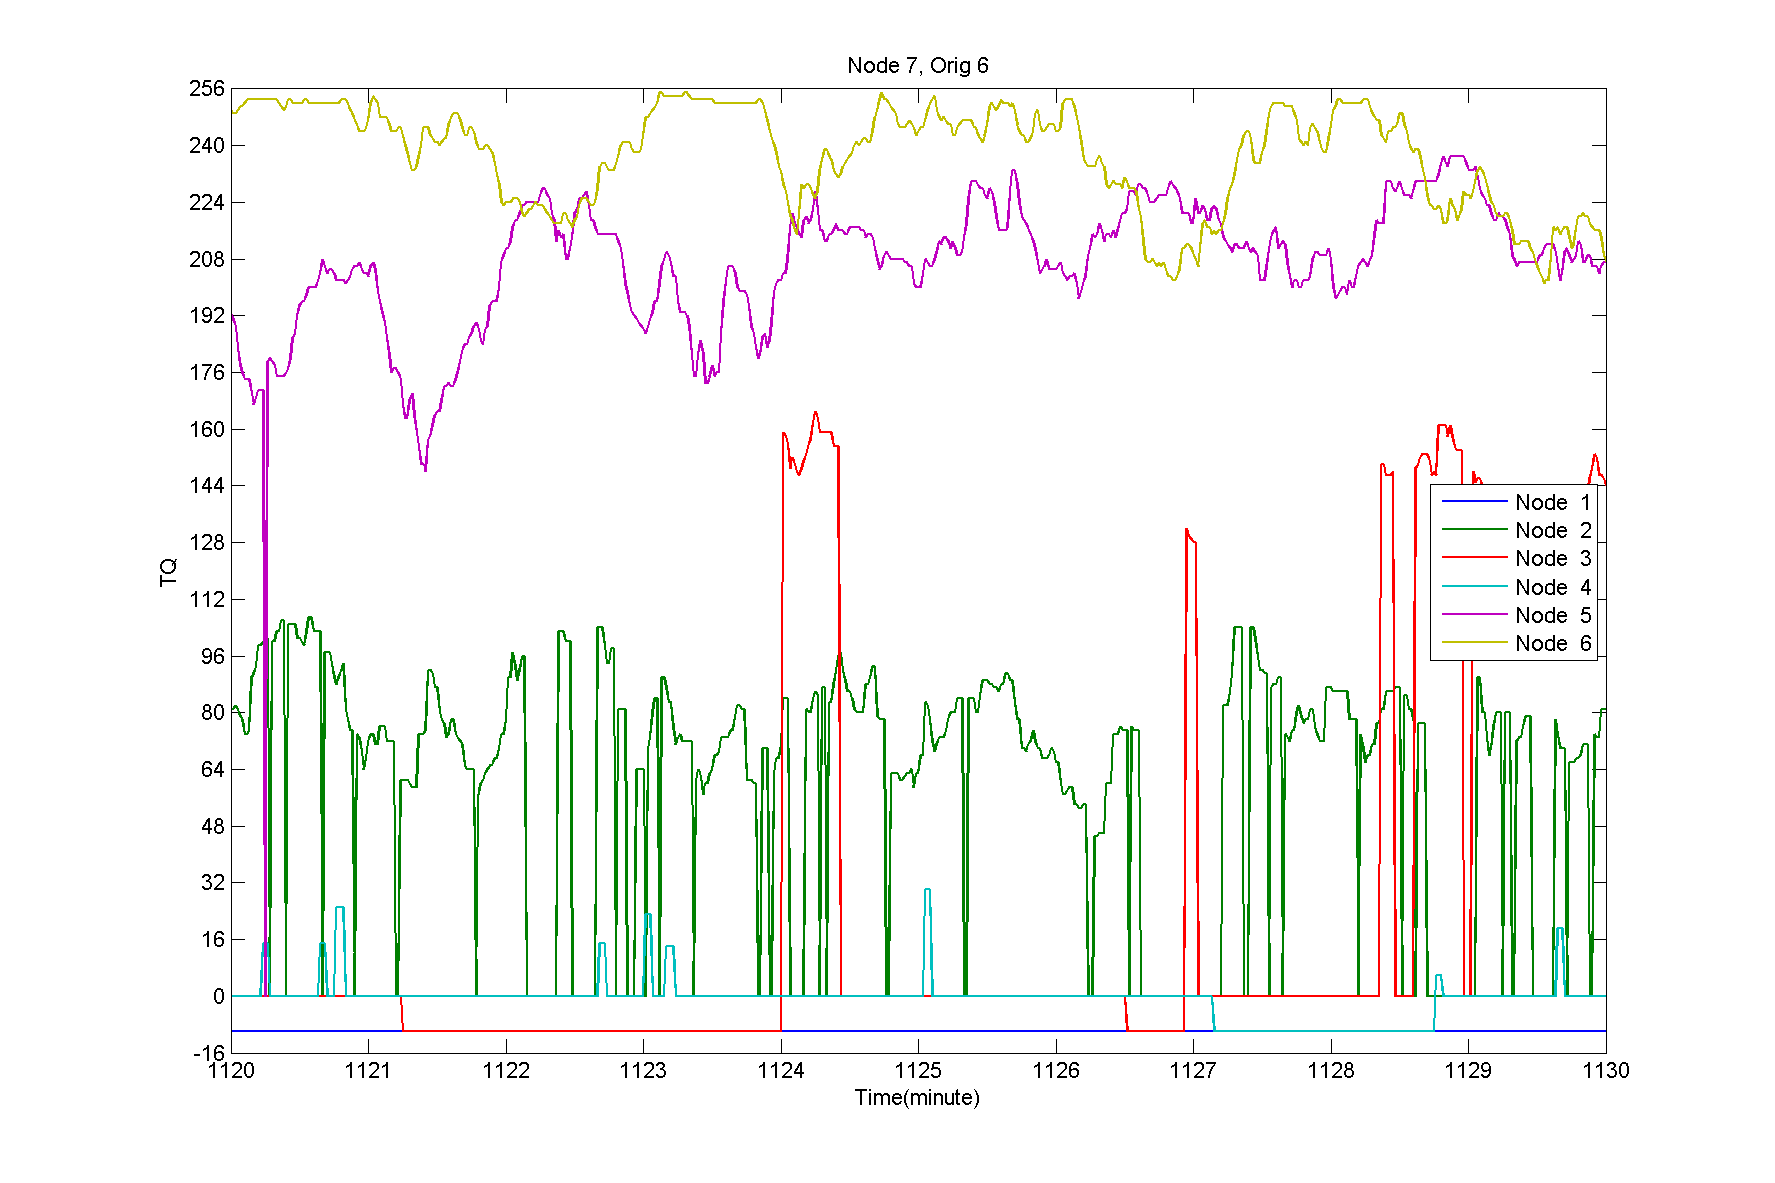 Node 7, Orig 6
256
240
224
208
192
176
160
144
128
112
96
80
64
48
32
16
0
-16
TQ
Node 1
Node 2
Node 3
Node 4
Node 5
Node 6
1120 1121 1122 1123 1124 1125 1126 1127 1128 1129 1130
Time(minute)